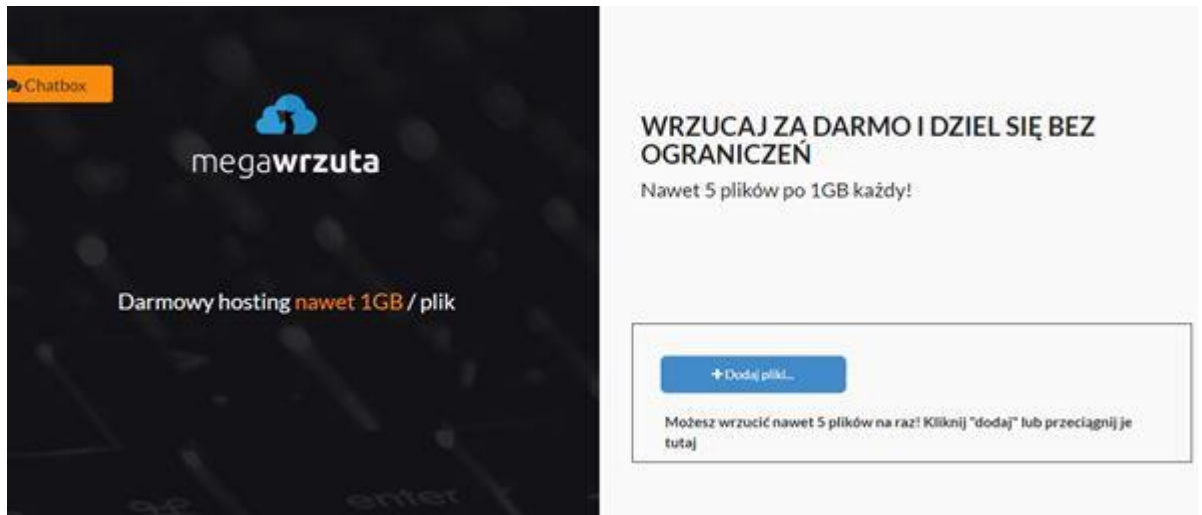 Chatbox
megawrzuta
Darmowy hosting nawet 1GB / plik
WRZUCAJ ZA DARMO I DZIEL SIĘ BEZ
OGRANICZEŃ
Nawet 5 plików po 1GB każdy!
+ Dodaj pliki...
Możesz wrzucić nawet 5 plików na raz! Kliknij "dodaj" lub przeciągnij je
tutaj
enter